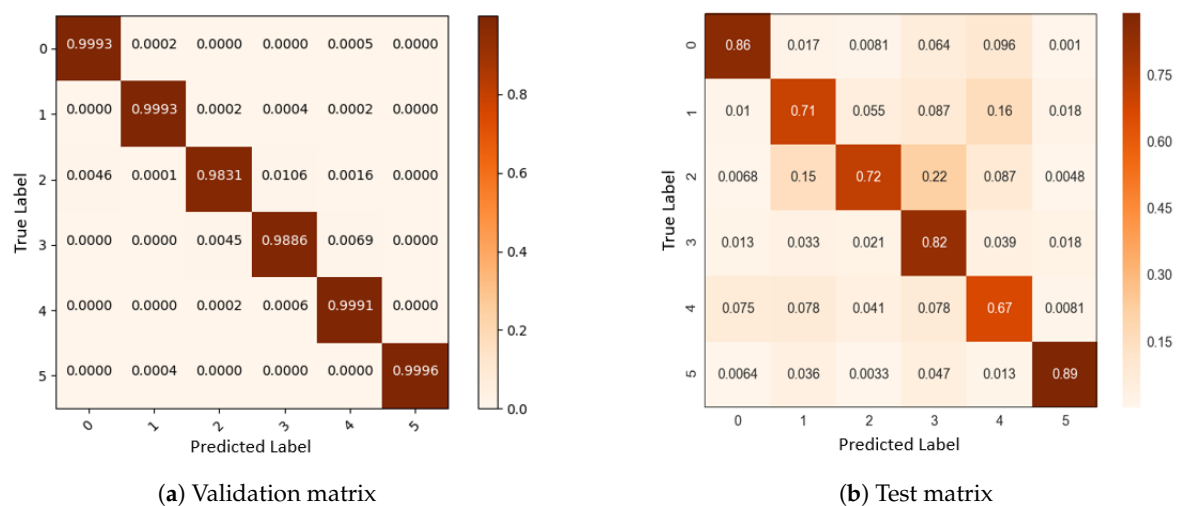 0 0.9993 0.0002 0.0000 0.0000 0.0005 0.0000
1 0.0000 0.9993 0.0002 0.0004 0.0002 0.0000
2 0.0046 0.0001 0.9831 0.0106 0.0016 0.0000
3 0.0000 0.0000 0.0045 0.9886 0.0069 0.0000
4 0.0000 0.0000 0.0002 0.0006 0.9991 0.0000
5 0.0000 0.0004 0.0000 0.0000 0.0000 0.9996
0 1 2 3 4 5
True Label
Predicted Label
0.8
0.6
0.4
0.2
0.0
(a) Validation matrix
0 0.86 0.017 0.0081 0.064 0.096 0.001
1 0.01 0.71 0.055 0.087 0.16 0.018
2 0.0068 0.15 0.72 0.22 0.087 0.0048
3 0.013 0.033 0.021 0.82 0.039 0.018
4 0.075 0.078 0.041 0.078 0.67 0.0081
5 0.0064 0.036 0.0033 0.047 0.013 0.89
0 1 2 3 4 5
True Label
Predicted Label
0.75
0.60
0.45
0.30
0.15
(b) Test matrix